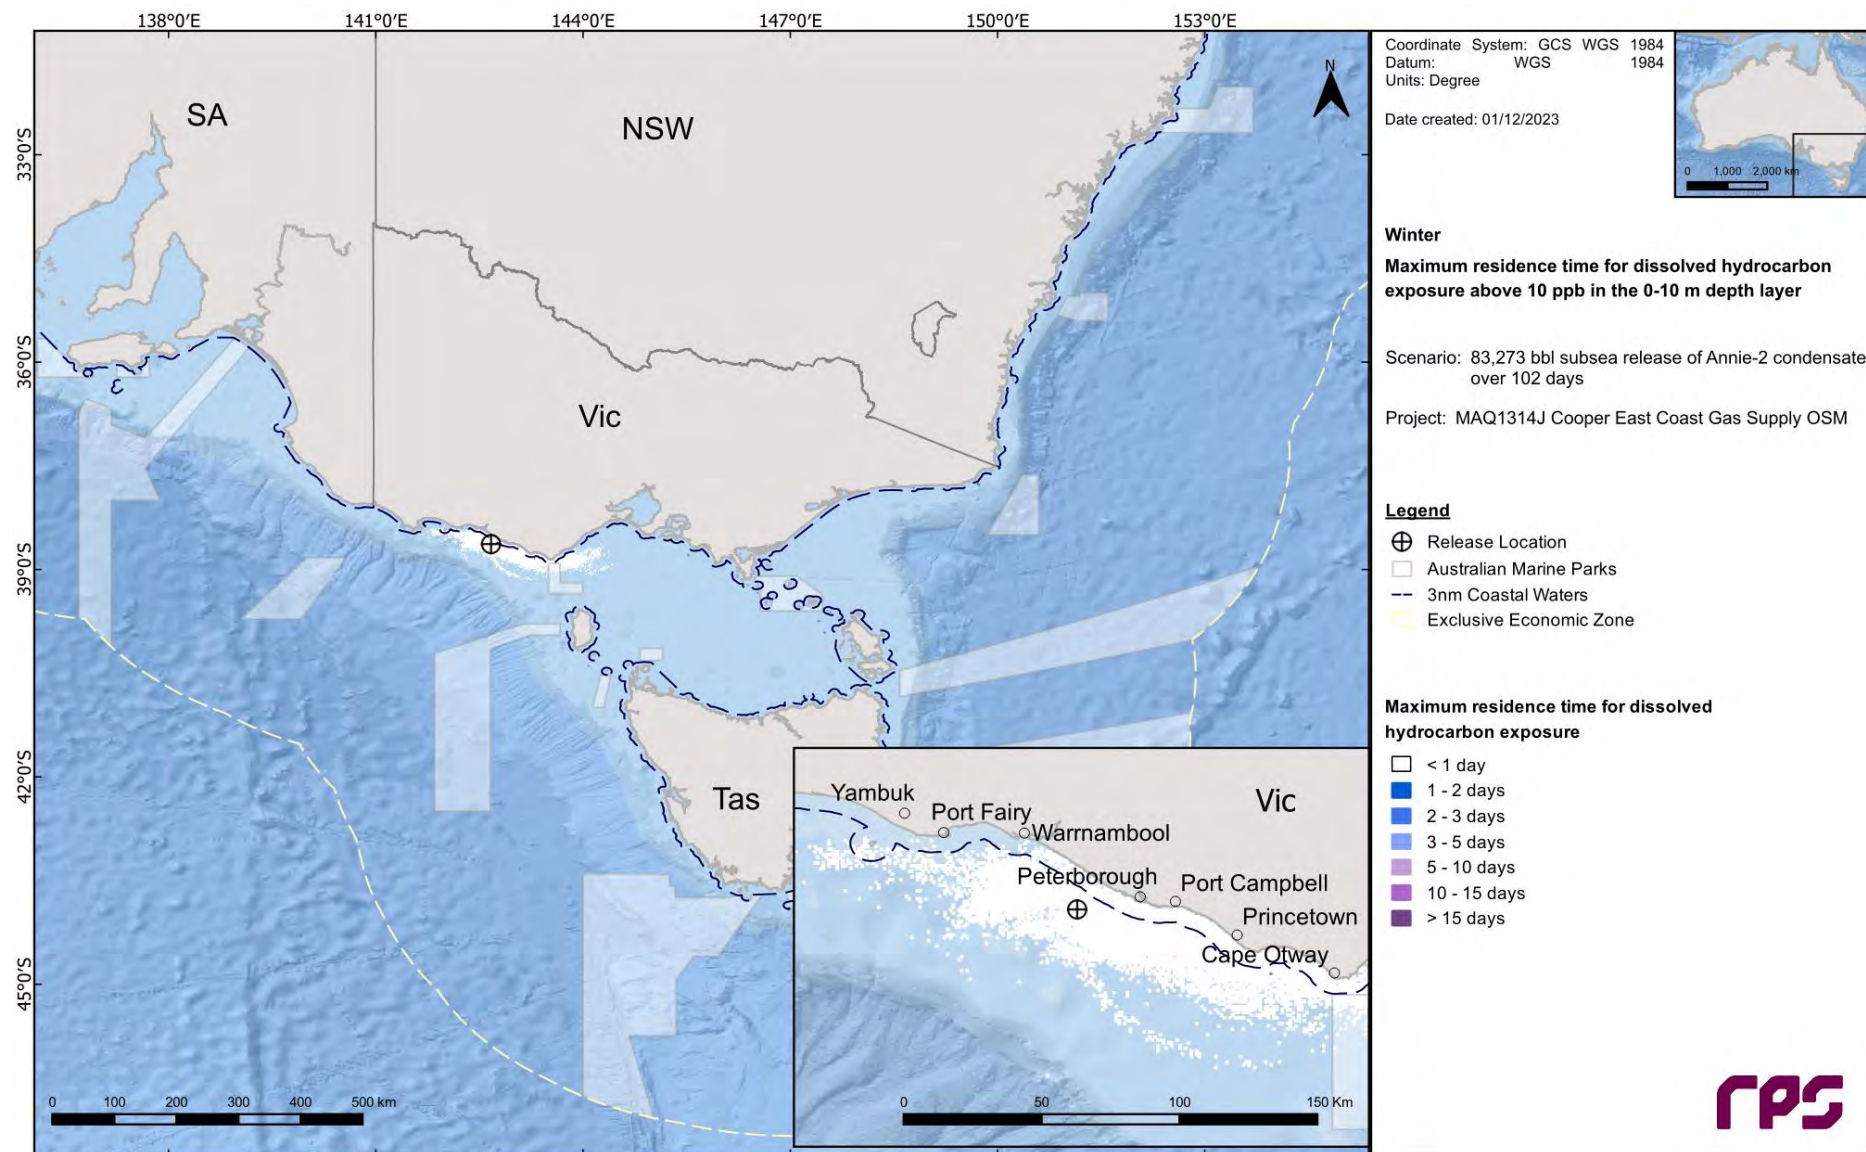 138°0′E
141°0′E
144°0′E
147°0′E
150°0′E
153°0′E
33°0′S
36°0′S
39°0′S
42°0′S
45°0′S
SA
NSW
Vic
Tas
N
0 100 200 300 400 500 km
Yambuk
Port Fairy
Warrnambool
Vic
Peterborough
Port Campbell
Princetown
Cape Otway
0 50 100 150 Km
Coordinate System: GCS WGS 1984
Datum: WGS 1984
Units: Degree
Date created: 01/12/2023
0 1,000 2,000 km
Winter
Maximum residence time for dissolved hydrocarbon
exposure above 10 ppb in the 0-10 m depth layer
Scenario: 83,273 bbl subsea release of Annie-2 condensate
over 102 days
Project: MAQ1314J Cooper East Coast Gas Supply OSM
Legend
Release Location
Australian Marine Parks
3nm Coastal Waters
Exclusive Economic Zone
Maximum residence time for dissolved
hydrocarbon exposure
< 1 day
1 - 2 days
2 - 3 days
3 - 5 days
5 - 10 days
10 - 15 days
> 15 days
rps